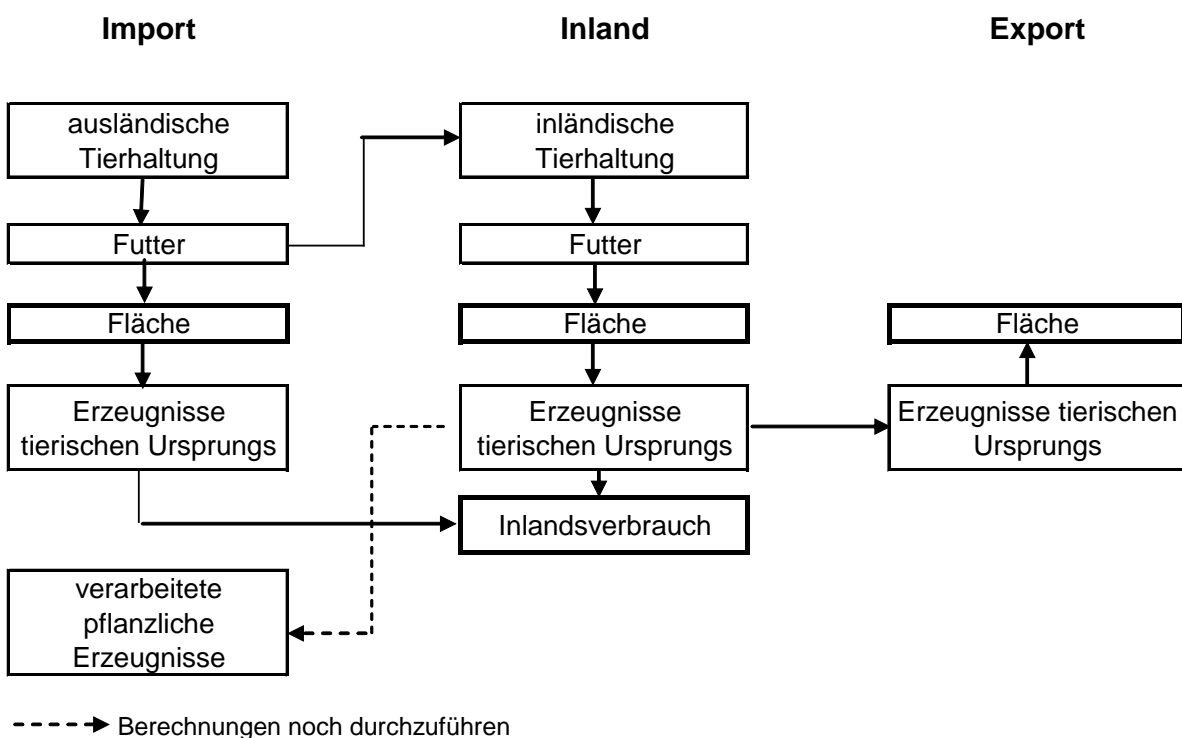 Import
Inland
Export
ausländische
Tierhaltung
inländische
Tierhaltung
Futter
Futter
Fläche
Fläche
Fläche
Erzeugnisse
tierischen Ursprungs
Erzeugnisse
tierischen Ursprungs
Erzeugnisse tierischen
Ursprungs
Inlandsverbrauch
verarbeitete
pflanzliche
Erzeugnisse
Berechnungen noch durchzuführen